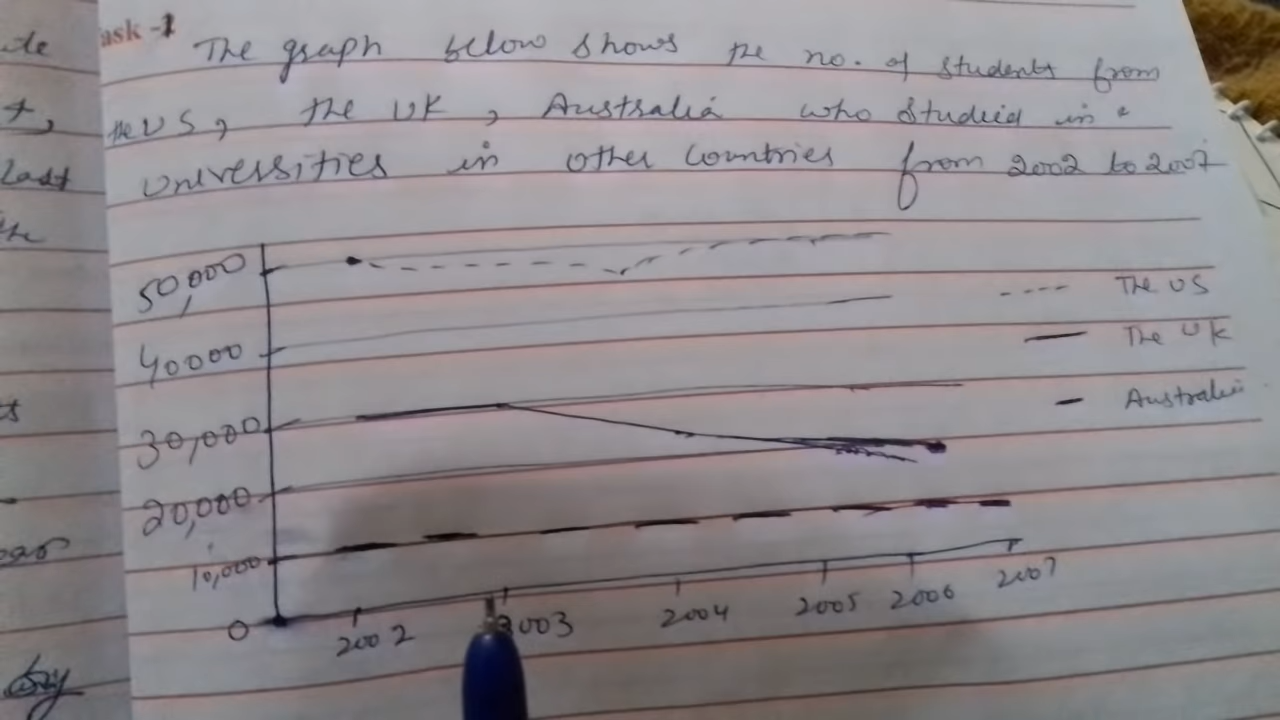 ask -1
The graph below shows the no. of students from
the US, the UK, Australia who studied in
Universities in other countries from 2002 to 2007
50,000
40000
30,000
20,000
10,000
0
2002 2003 2004 2005 2006 2007
The US
The UK
Australia
last
the